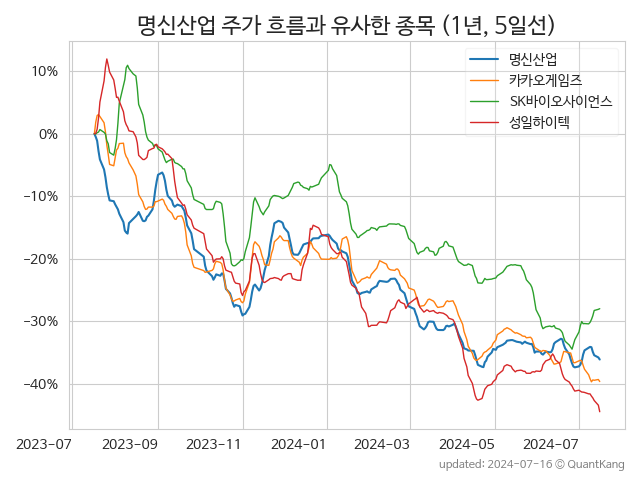 명신산업 주가 흐름과 유사한 종목 (1년, 5일선)
명신산업
카카오게임즈
SK바이오사이언스
성일하이텍
10%
0%
−10%
−20%
−30%
−40%
2023-07 2023-09 2023-11 2024-01 2024-03 2024-05 2024-07
updated: 2024-07-16 © QuantKang